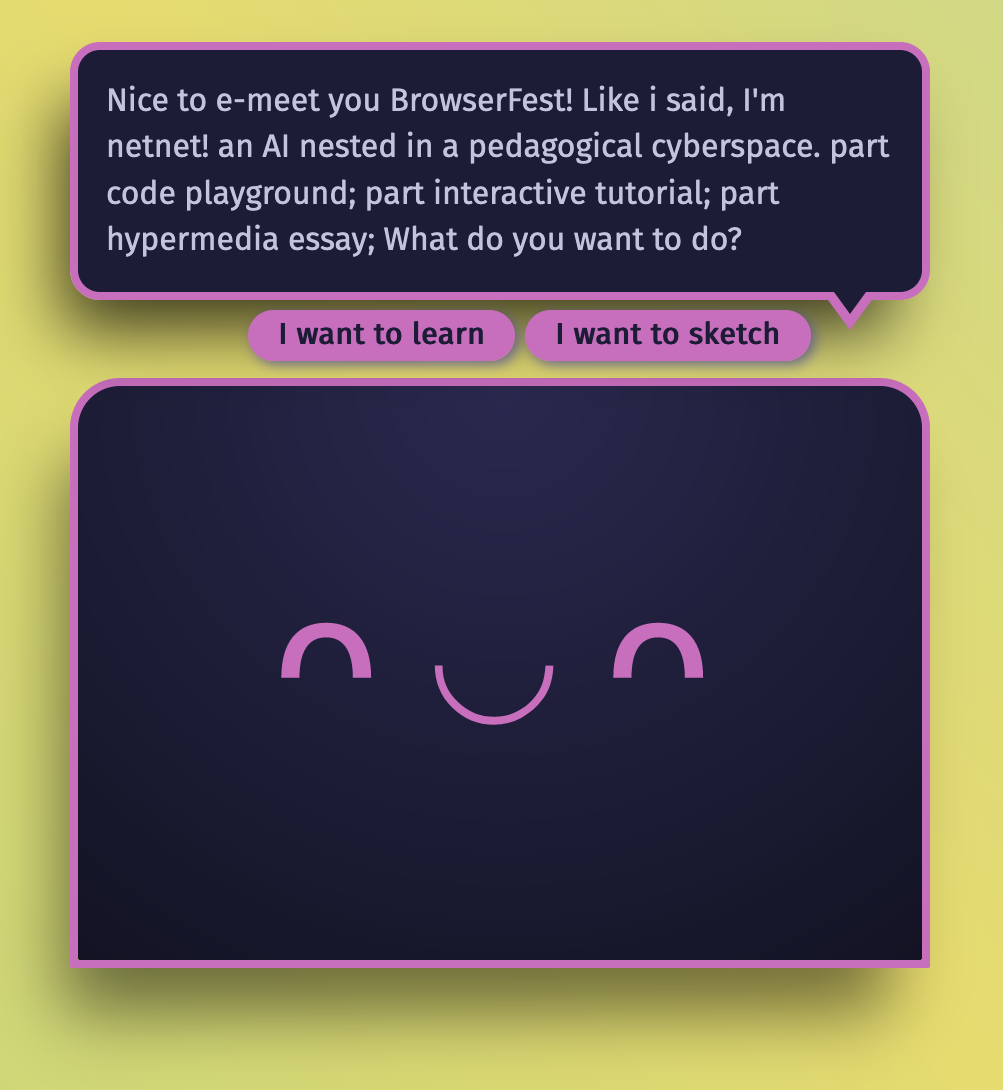 Nice to e-meet you BrowserFest! Like i said, I'm
netnet! an AI nested in a pedagogical cyberspace. part
code playground; part interactive tutorial; part
hypermedia essay; What do you want to do?
I want to learn
I want to sketch